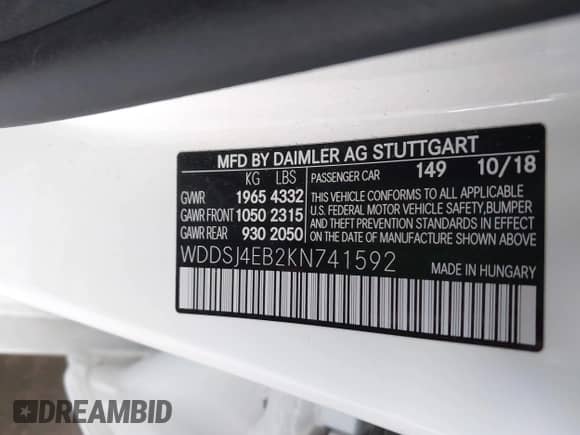 MFD BY DAIMLER AG STUTTGART
KG LBS
GVWR 1965 4332
GAWR FRONT 1050 2315
GAWR REAR 930 2050
PASSENGER CAR 149 10/18
THIS VEHICLE CONFORMS TO ALL APPLICABLE
U.S. FEDERAL MOTOR VEHICLE SAFETY, BUMPER
AND THEFT PREVENTION STANDARDS IN EFFECT
ON THE DATE OF MANUFACTURE SHOWN ABOVE.
WDDSJ4EB2KN741592
MADE IN HUNGARY
DREAMBID